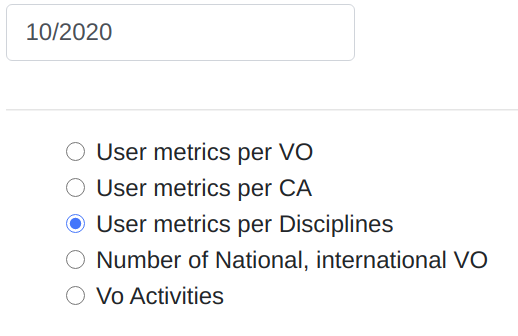 10/2020
User metrics per VO
User metrics per CA
User metrics per Disciplines
Number of National, international VO
Vo Activities